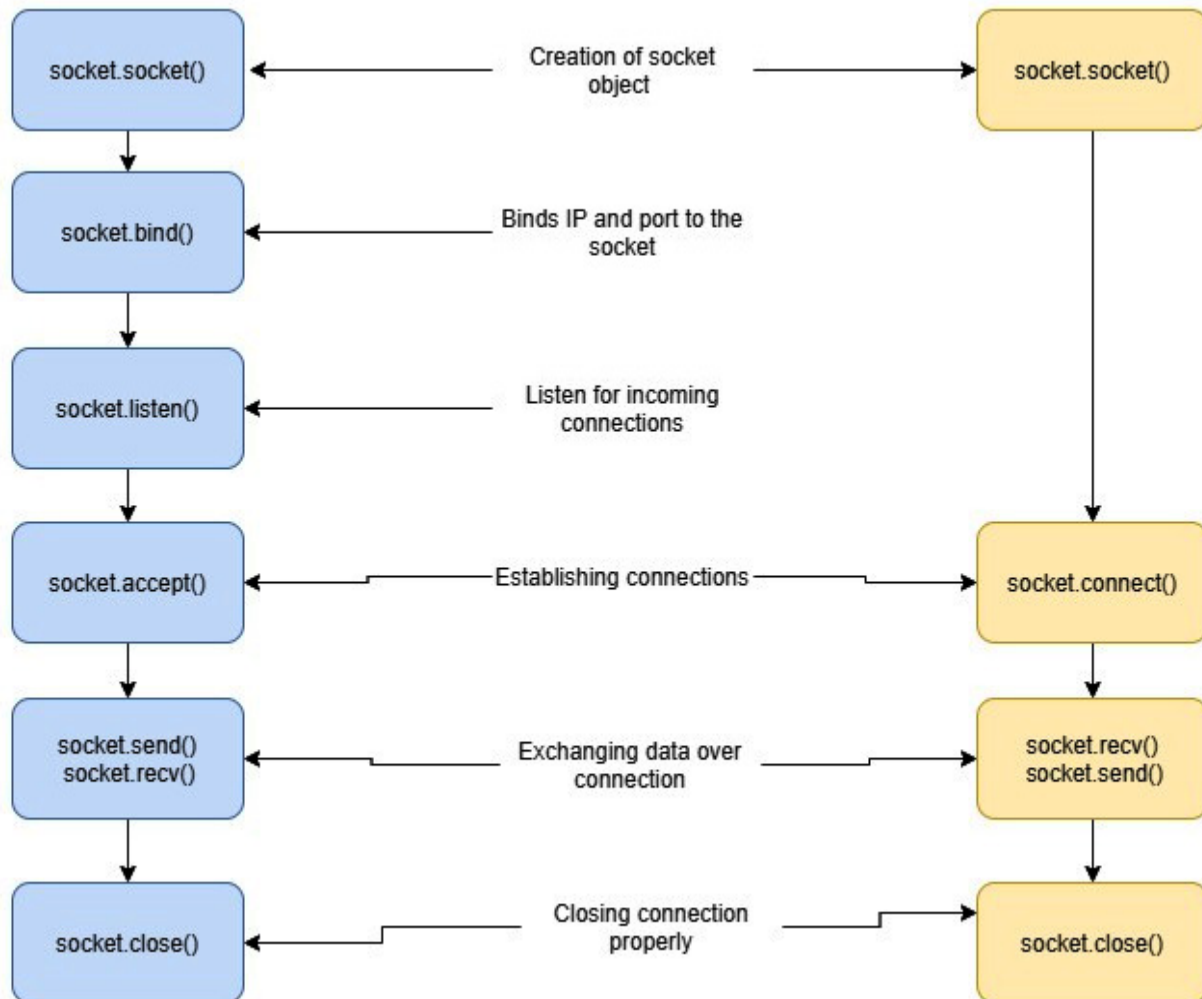 socket.socket()
Creation of socket
object
socket.socket()
socket.bind()
Binds IP and port to the
socket
socket.listen()
Listen for incoming
connections
socket.accept()
Establishing connections
socket.connect()
socket.send()
socket.recv()
Exchanging data over
connection
socket.recv()
socket.send()
socket.close()
Closing connection
properly
socket.close()